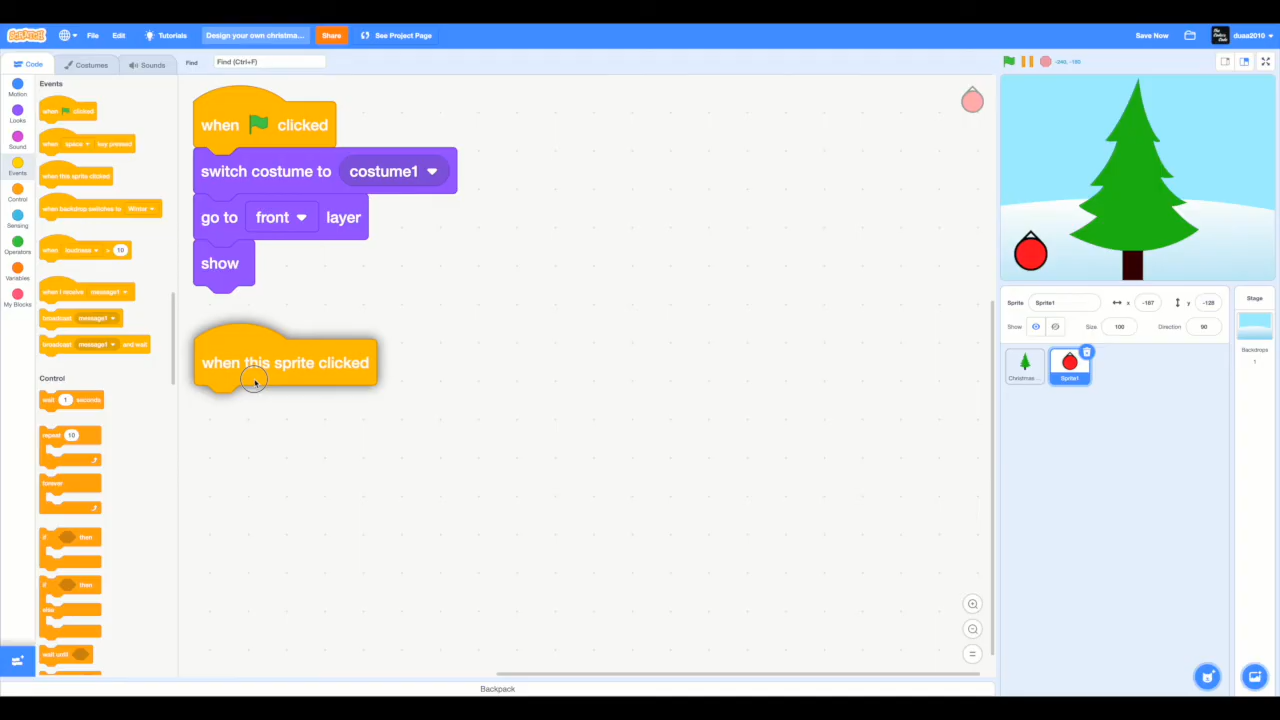 SCRATCH File Edit Tutorials Design your own christma... Share See Project Page Save Now dusa2010
Code Costumes Sounds Find Find (Ctrl+F) -240, -180
Motion
Looks
Sound
Events
Control
Sensing
Operators
Variables
My Blocks
Events
when clicked
when space key pressed
when this sprite clicked
when backdrop switches to Winter
when loudness > 10
when I receive message1
broadcast message1
broadcast message1 and wait
Control
wait 1 seconds
repeat 10
forever
if then
if then
else
wait until
when clicked
switch costume to costume1
go to front layer
show
when this sprite clicked
Sprite Sprite1 x -187 y -128
Show Size 100 Direction 90
Christmas ... Sprite1
Stage
Backdrops
1
Backpack